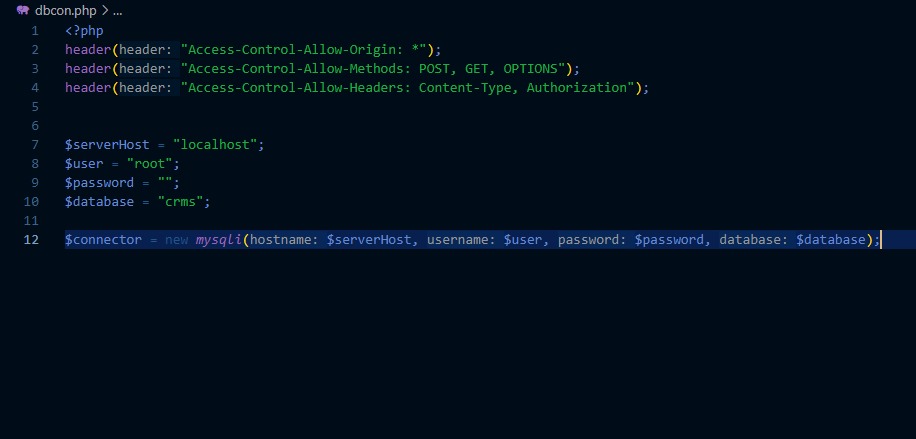 dbcon.php > ...
1 <?php
2 header(header: "Access-Control-Allow-Origin: *");
3 header(header: "Access-Control-Allow-Methods: POST, GET, OPTIONS");
4 header(header: "Access-Control-Allow-Headers: Content-Type, Authorization");
5
6
7 $serverHost = "localhost";
8 $user = "root";
9 $password = "";
10 $database = "crms";
11
12 $connector = new mysqli(hostname: $serverHost, username: $user, password: $password, database: $database);